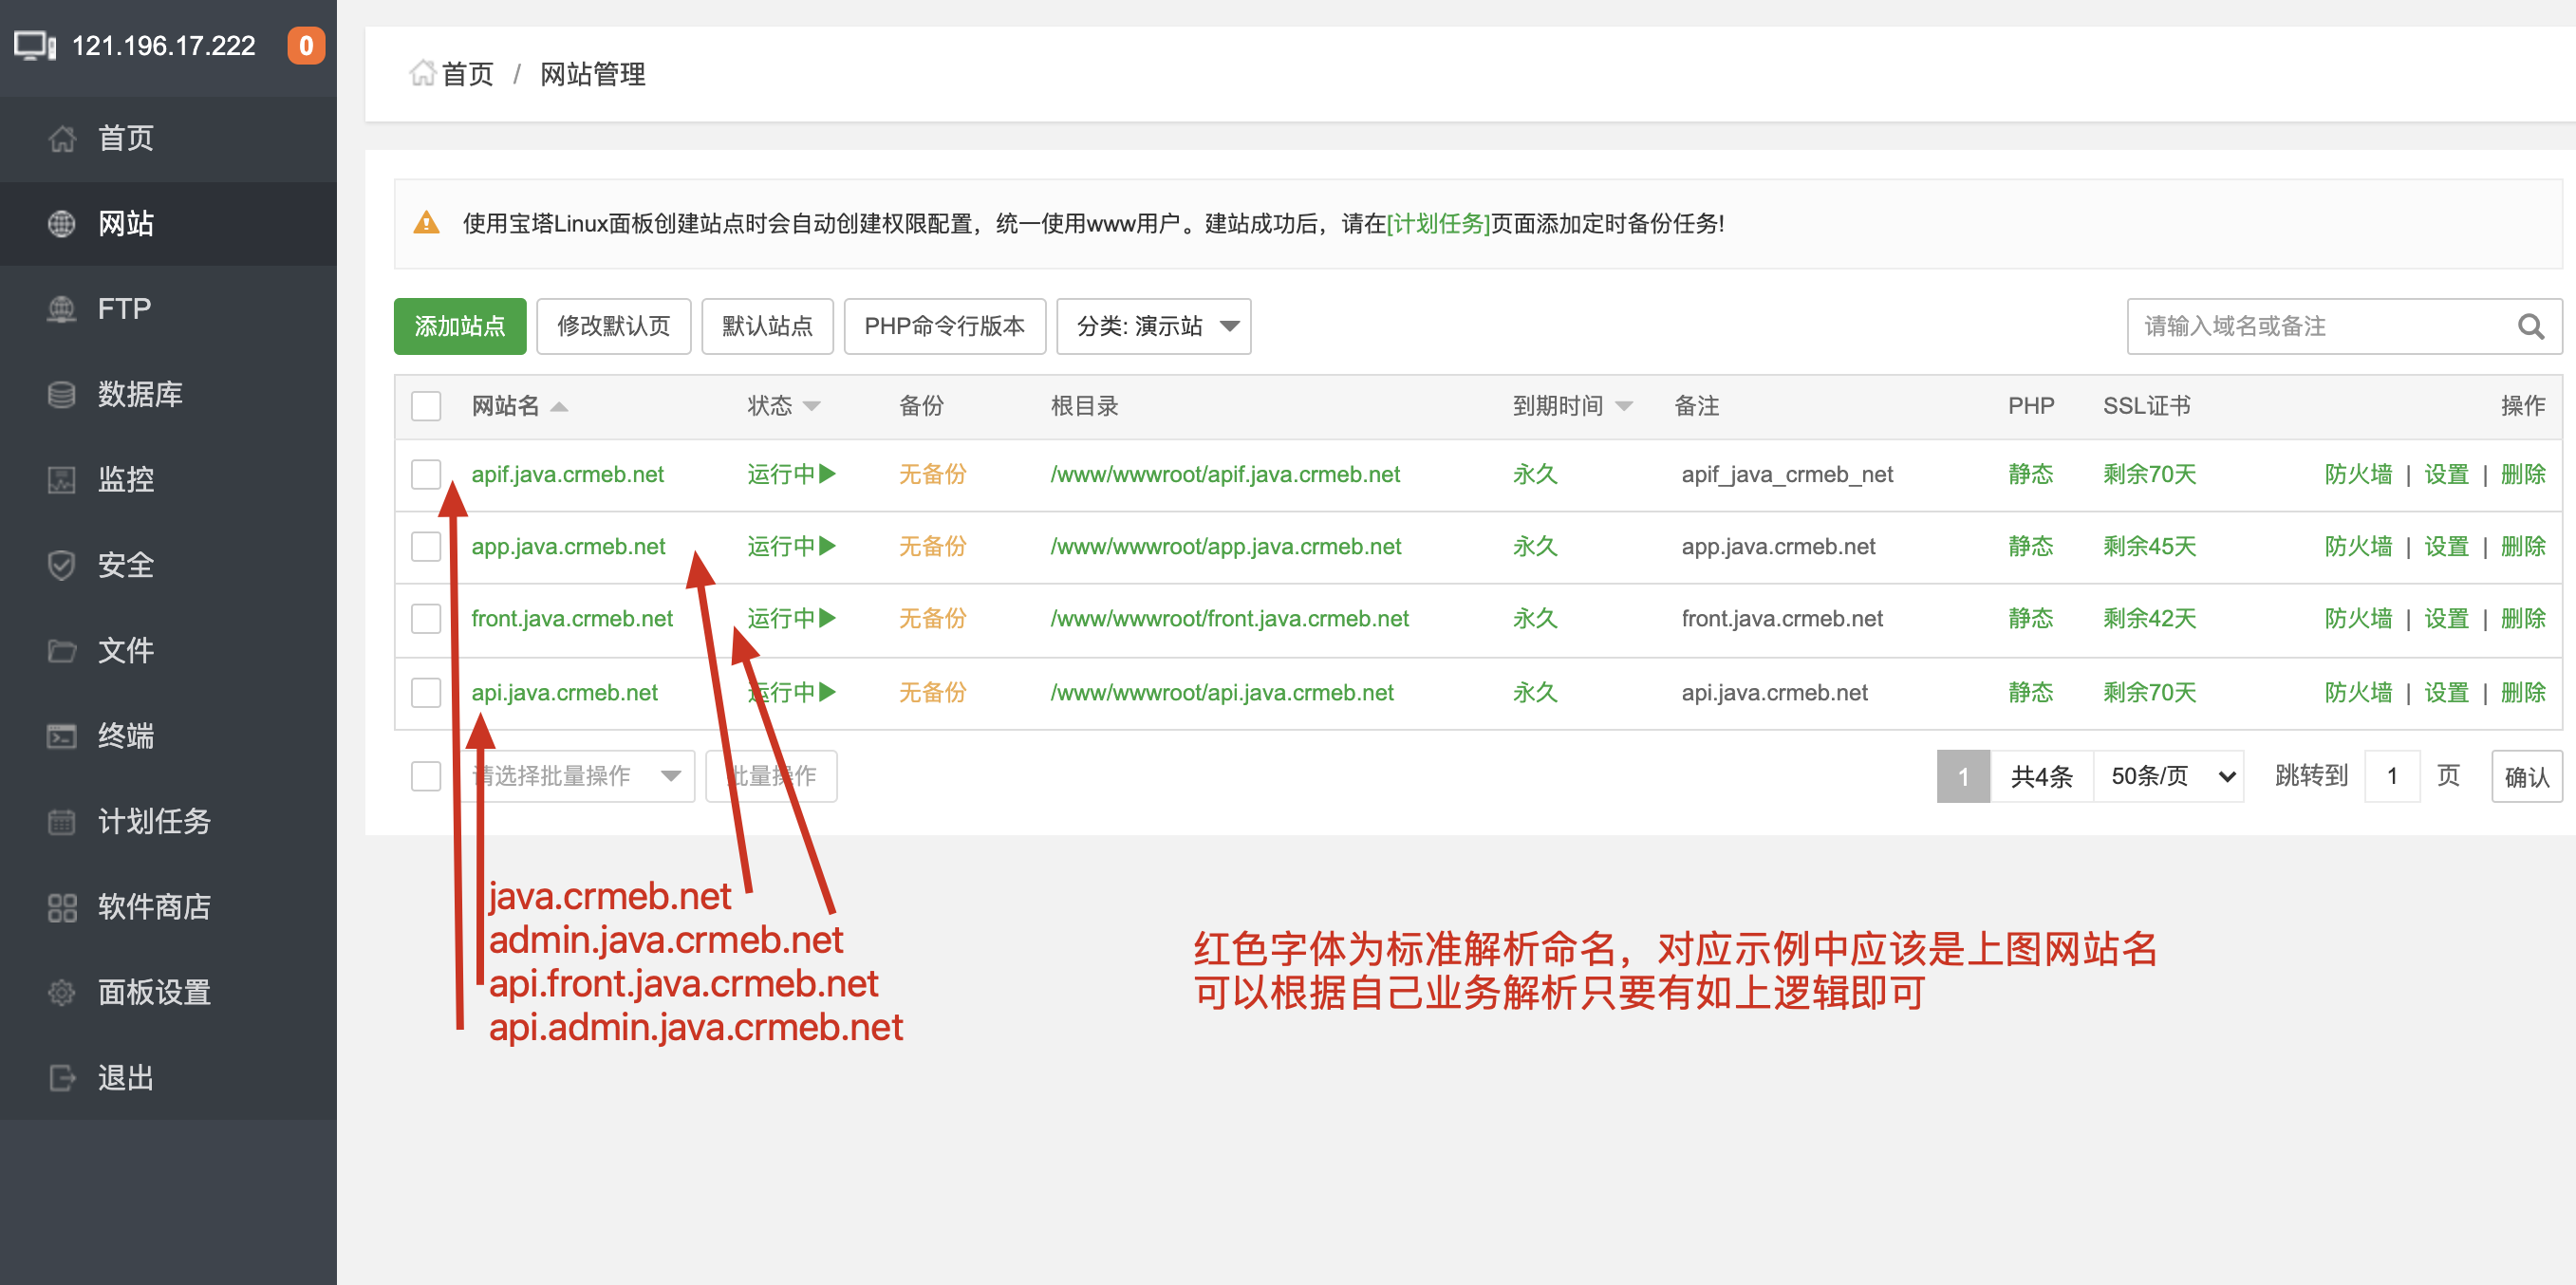 121.196.17.222 0
首页
网站
FTP
数据库
监控
安全
文件
终端
计划任务
软件商店
面板设置
退出
首页 / 网站管理
使用宝塔Linux面板创建站点时会自动创建权限配置，统一使用www用户。建站成功后，请在[计划任务]页面添加定时备份任务!
添加站点 修改默认页 默认站点 PHP命令行版本 分类: 演示站 请输入域名或备注
网站名 状态 备份 根目录 到期时间 备注 PHP SSL证书 操作
apif.java.crmeb.net 运行中 无备份 /www/wwwroot/apif.java.crmeb.net 永久 apif_java_crmeb_net 静态 剩余70天 防火墙 | 设置 | 删除
app.java.crmeb.net 运行中 无备份 /www/wwwroot/app.java.crmeb.net 永久 app.java.crmeb.net 静态 剩余45天 防火墙 | 设置 | 删除
front.java.crmeb.net 运行中 无备份 /www/wwwroot/front.java.crmeb.net 永久 front.java.crmeb.net 静态 剩余42天 防火墙 | 设置 | 删除
api.java.crmeb.net 运行中 无备份 /www/wwwroot/api.java.crmeb.net 永久 api.java.crmeb.net 静态 剩余70天 防火墙 | 设置 | 删除
请选择批量操作 批量操作 1 共4条 50条/页 跳转到 1 页 确认
java.crmeb.net
admin.java.crmeb.net
api.front.java.crmeb.net
api.admin.java.crmeb.net
红色字体为标准解析命名，对应示例中应该是上图网站名
可以根据自己业务解析只要有如上逻辑即可